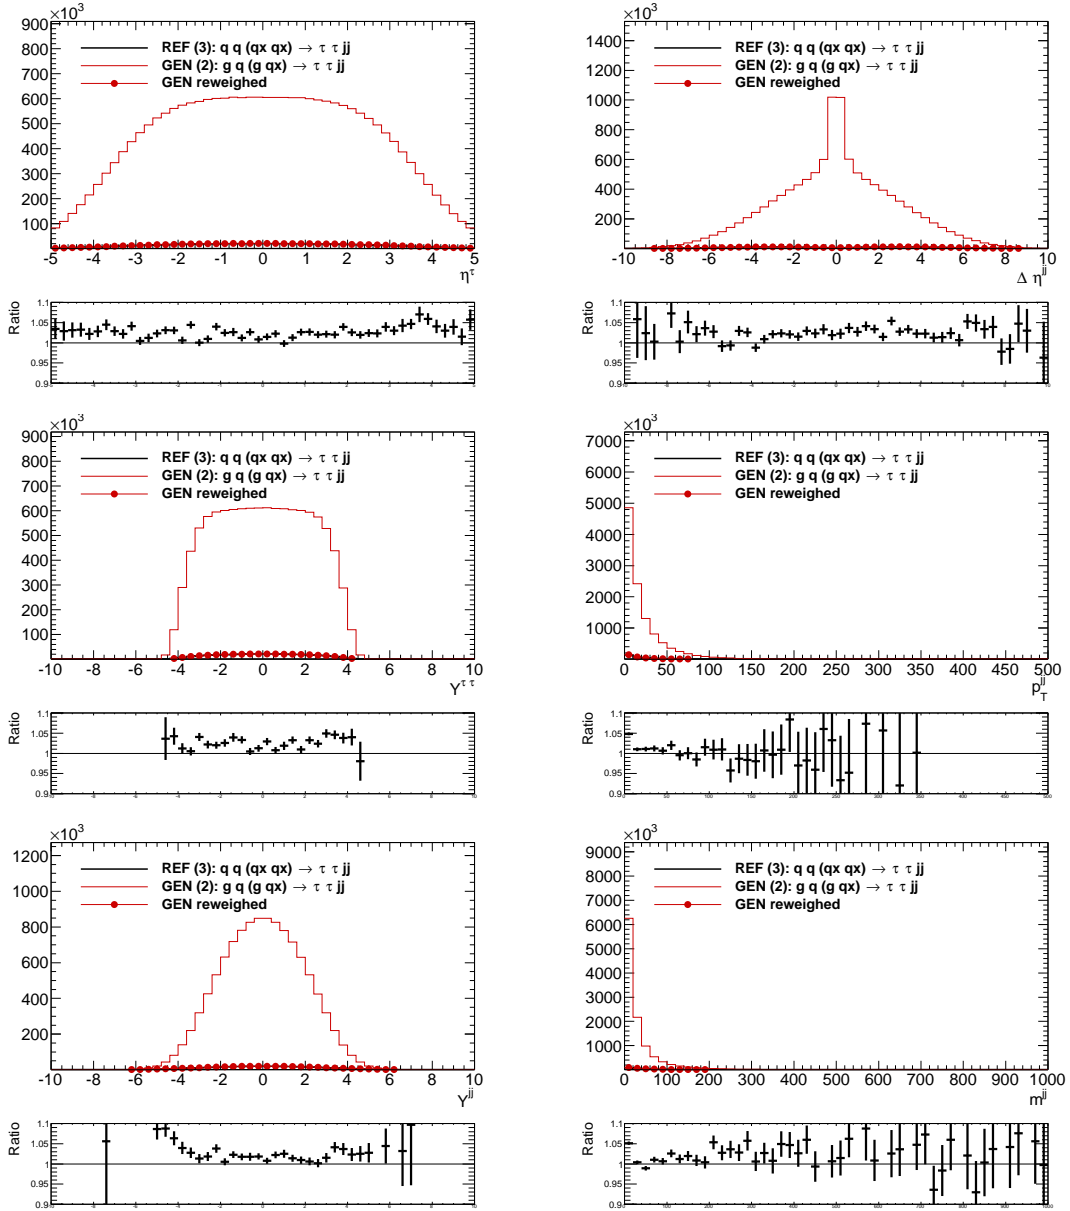 ×10³
900
800
700
600
500
400
300
200
100
REF (3): q q (qx qx) → τ τ jj
GEN (2): g q (g qx) → τ τ jj
GEN reweighed
-5 -4 -3 -2 -1 0 1 2 3 4 5
η^τ
Ratio
1.1
1.05
1
0.95
0.9
×10³
1400
1200
1000
800
600
400
200
REF (3): q q (qx qx) → τ τ jj
GEN (2): g q (g qx) → τ τ jj
GEN reweighed
-10 -8 -6 -4 -2 0 2 4 6 8 10
Δ η^jj
Ratio
1.1
1.05
1
0.95
0.9
×10³
900
800
700
600
500
400
300
200
100
REF (3): q q (qx qx) → τ τ jj
GEN (2): g q (g qx) → τ τ jj
GEN reweighed
-10 -8 -6 -4 -2 0 2 4 6 8 10
Y^τ τ
Ratio
1.1
1.05
1
0.95
0.9
×10³
7000
6000
5000
4000
3000
2000
1000
REF (3): q q (qx qx) → τ τ jj
GEN (2): g q (g qx) → τ τ jj
GEN reweighed
0 50 100 150 200 250 300 350 400 450 500
p_T^jj
Ratio
1.1
1.05
1
0.95
0.9
×10³
1200
1000
800
600
400
200
REF (3): q q (qx qx) → τ τ jj
GEN (2): g q (g qx) → τ τ jj
GEN reweighed
-10 -8 -6 -4 -2 0 2 4 6 8 10
Y^jj
Ratio
1.1
1.05
1
0.95
0.9
×10³
9000
8000
7000
6000
5000
4000
3000
2000
1000
REF (3): q q (qx qx) → τ τ jj
GEN (2): g q (g qx) → τ τ jj
GEN reweighed
0 100 200 300 400 500 600 700 800 900 1000
m^jj
Ratio
1.1
1.05
1
0.95
0.9